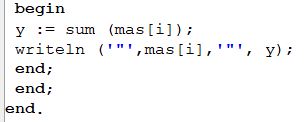 begin
y := sum (mas[i]);
writeln ('"',mas[i],'"', y);
end;
end;
end.